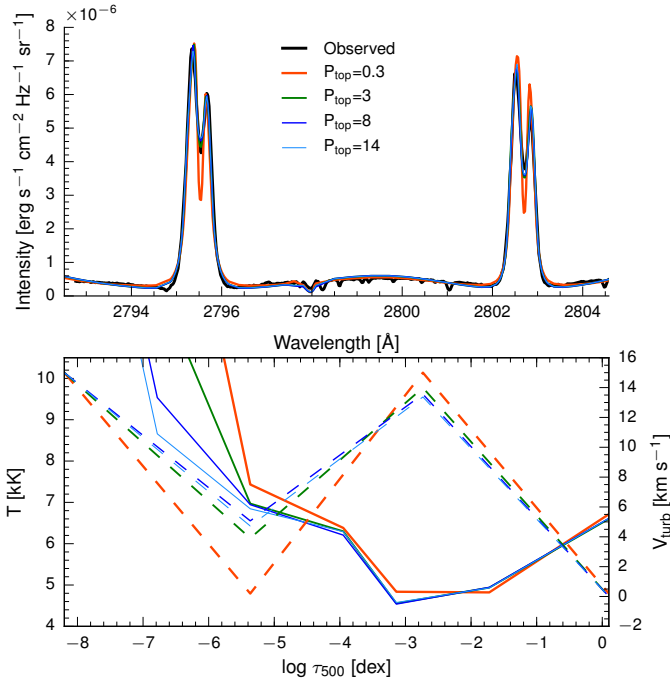 ×10⁻⁶
8
7
6
5
4
3
2
1
0
Intensity [erg s⁻¹ cm⁻² Hz⁻¹ sr⁻¹]
Observed
P_top=0.3
P_top=3
P_top=8
P_top=14
2794 2796 2798 2800 2802 2804
Wavelength [Å]
10
9
8
7
6
5
4
T [kK]
16
14
12
10
8
6
4
2
0
−2
V_turb [km s⁻¹]
−8 −7 −6 −5 −4 −3 −2 −1 0
log τ₅₀₀ [dex]